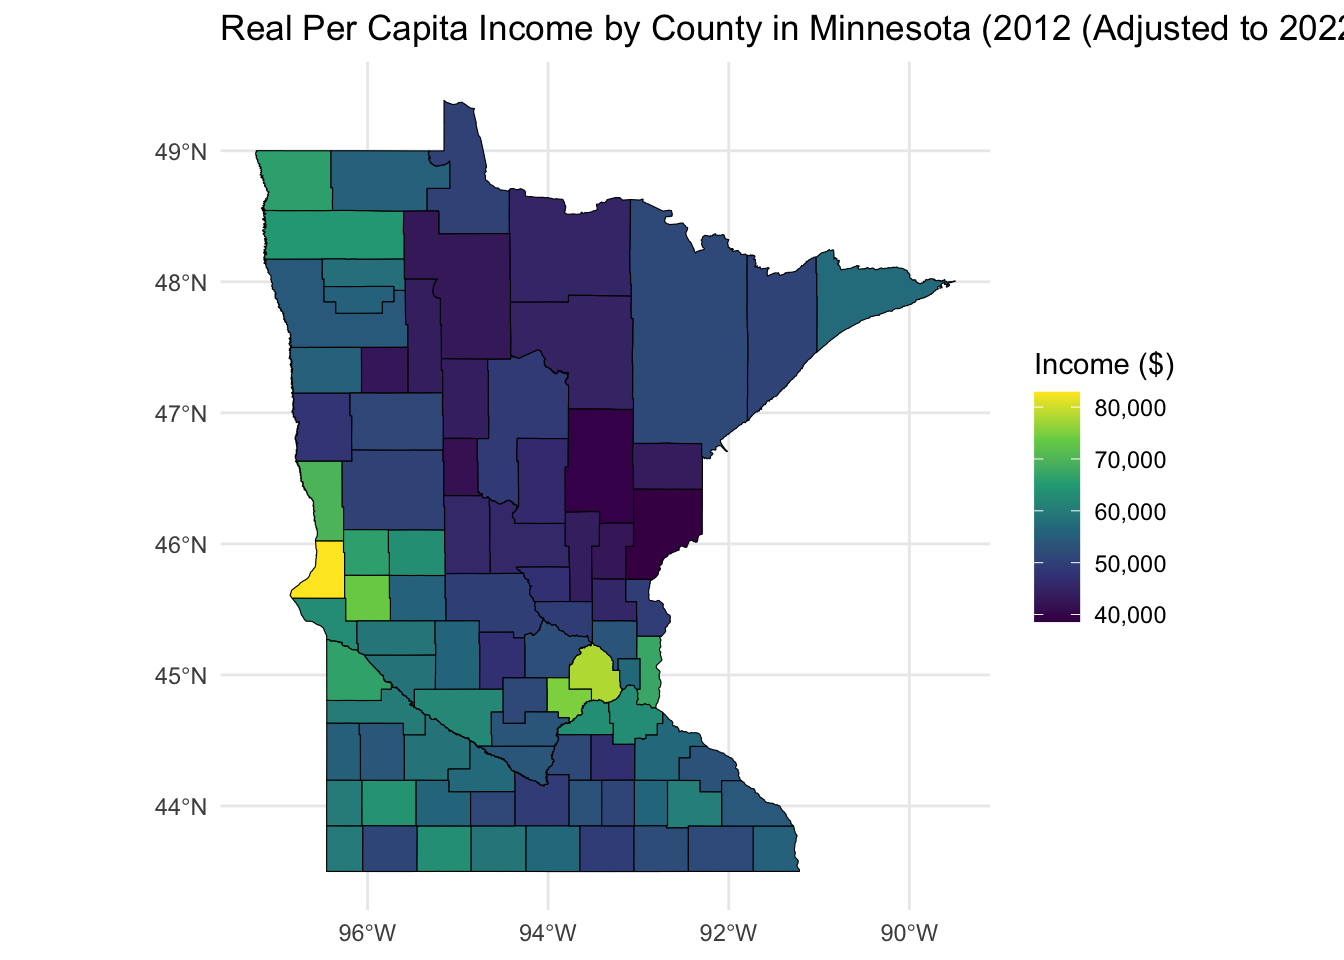 Real Per Capita Income by County in Minnesota (2012 (Adjusted to 2022
49°N
48°N
47°N
46°N
45°N
44°N
96°W
94°W
92°W
90°W
Income ($)
80,000
70,000
60,000
50,000
40,000